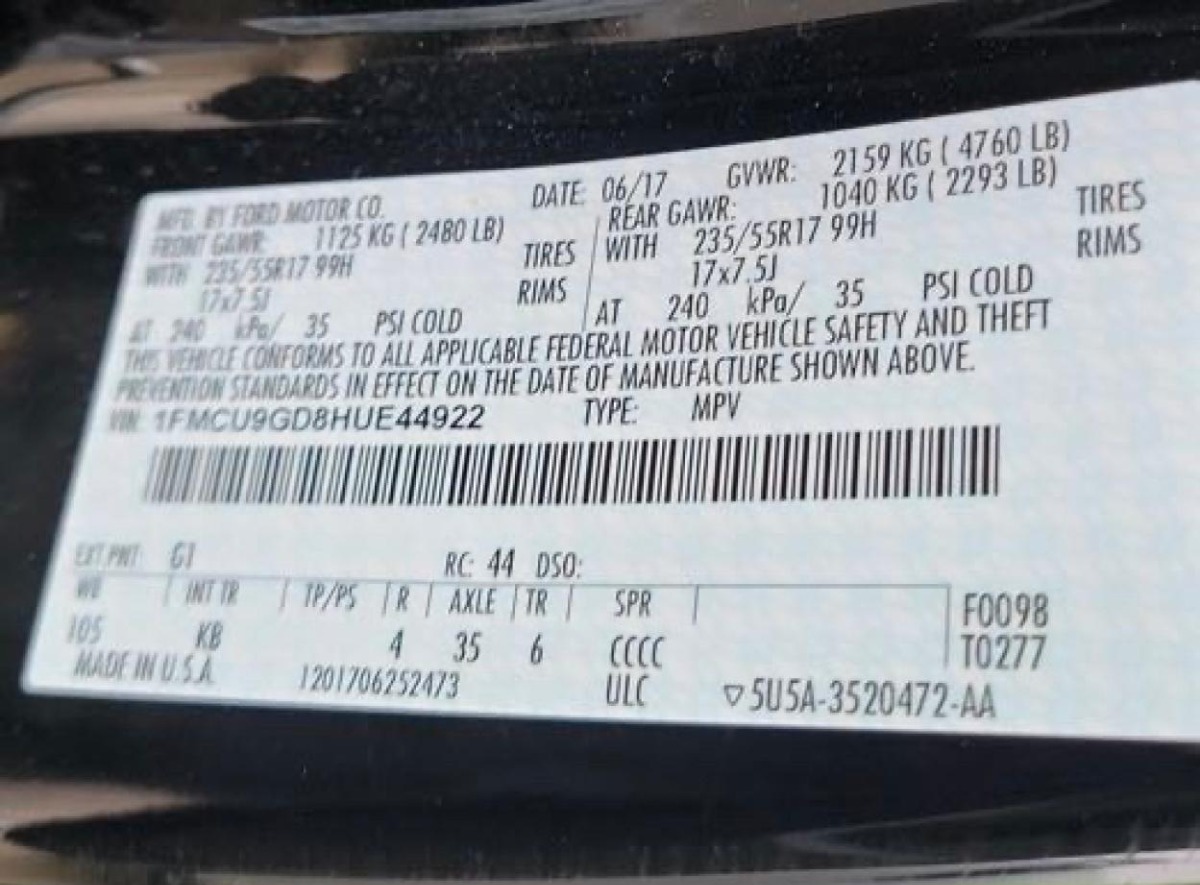 MFD. BY FORD MOTOR CO. DATE: 06/17 GVWR: 2159 KG ( 4760 LB)
FRONT GAWR: 1125 KG ( 2480 LB) REAR GAWR: 1040 KG ( 2293 LB)
WITH 235/55R17 99H TIRES WITH 235/55R17 99H TIRES
17x7.5J RIMS 17x7.5J RIMS
AT 240 kPa/ 35 PSI COLD AT 240 kPa/ 35 PSI COLD
THIS VEHICLE CONFORMS TO ALL APPLICABLE FEDERAL MOTOR VEHICLE SAFETY AND THEFT
PREVENTION STANDARDS IN EFFECT ON THE DATE OF MANUFACTURE SHOWN ABOVE.
VIN: 1FMCU9GD8HUE44922 TYPE: MPV
EXT PNT: G1 RC: 44 DSO:
WB INT TR TP/PS R AXLE TR SPR F0098
105 KB 4 35 6 CCCC T0277
MADE IN U.S.A. 1201706252473 ULC ▽5U5A-3520472-AA